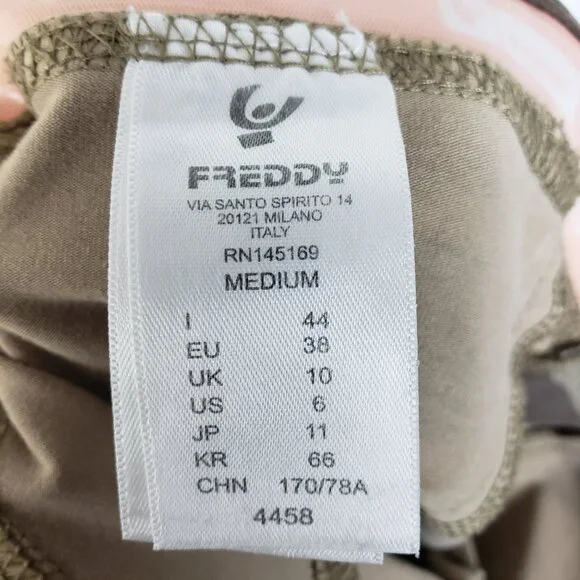 FREDDY
VIA SANTO SPIRITO 14
20121 MILANO
ITALY
RN145169
MEDIUM
I 44
EU 38
UK 10
US 6
JP 11
KR 66
CHN 170/78A
4458